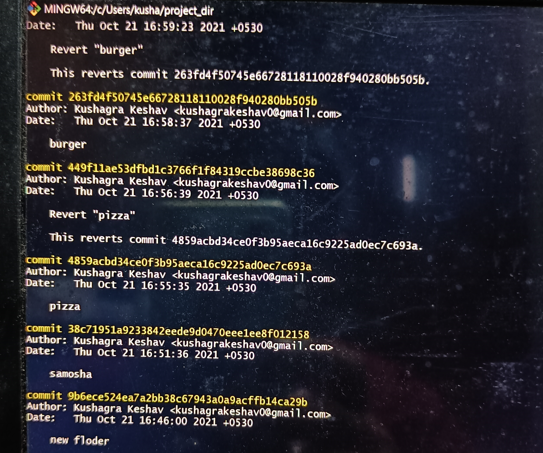 MINGW64:/c/Users/kusha/project_dir
Date: Thu Oct 21 16:59:23 2021 +0530
Revert "burger"
This reverts commit 263fd4f50745e66728118110028f940280bb505b.
commit 263fd4f50745e66728118110028f940280bb505b
Author: Kushagra Keshav <kushagrakeshav0@gmail.com>
Date: Thu Oct 21 16:58:37 2021 +0530
burger
commit 449f11ae53dfbd1c3766f1f84319ccbe38698c36
Author: Kushagra Keshav <kushagrakeshav0@gmail.com>
Date: Thu Oct 21 16:56:39 2021 +0530
Revert "pizza"
This reverts commit 4859acbd34ce0f3b95aeca16c9225ad0ec7c693a.
commit 4859acbd34ce0f3b95aeca16c9225ad0ec7c693a
Author: Kushagra Keshav <kushagrakeshav0@gmail.com>
Date: Thu Oct 21 16:55:35 2021 +0530
pizza
commit 38c71951a9233842eede9d0470eee1ee8f012158
Author: Kushagra Keshav <kushagrakeshav0@gmail.com>
Date: Thu Oct 21 16:51:36 2021 +0530
samosha
commit 9b6ece524ea7a2bb38c67943a0a9acffb14ca29b
Author: Kushagra Keshav <kushagrakeshav0@gmail.com>
Date: Thu Oct 21 16:46:00 2021 +0530
new floder